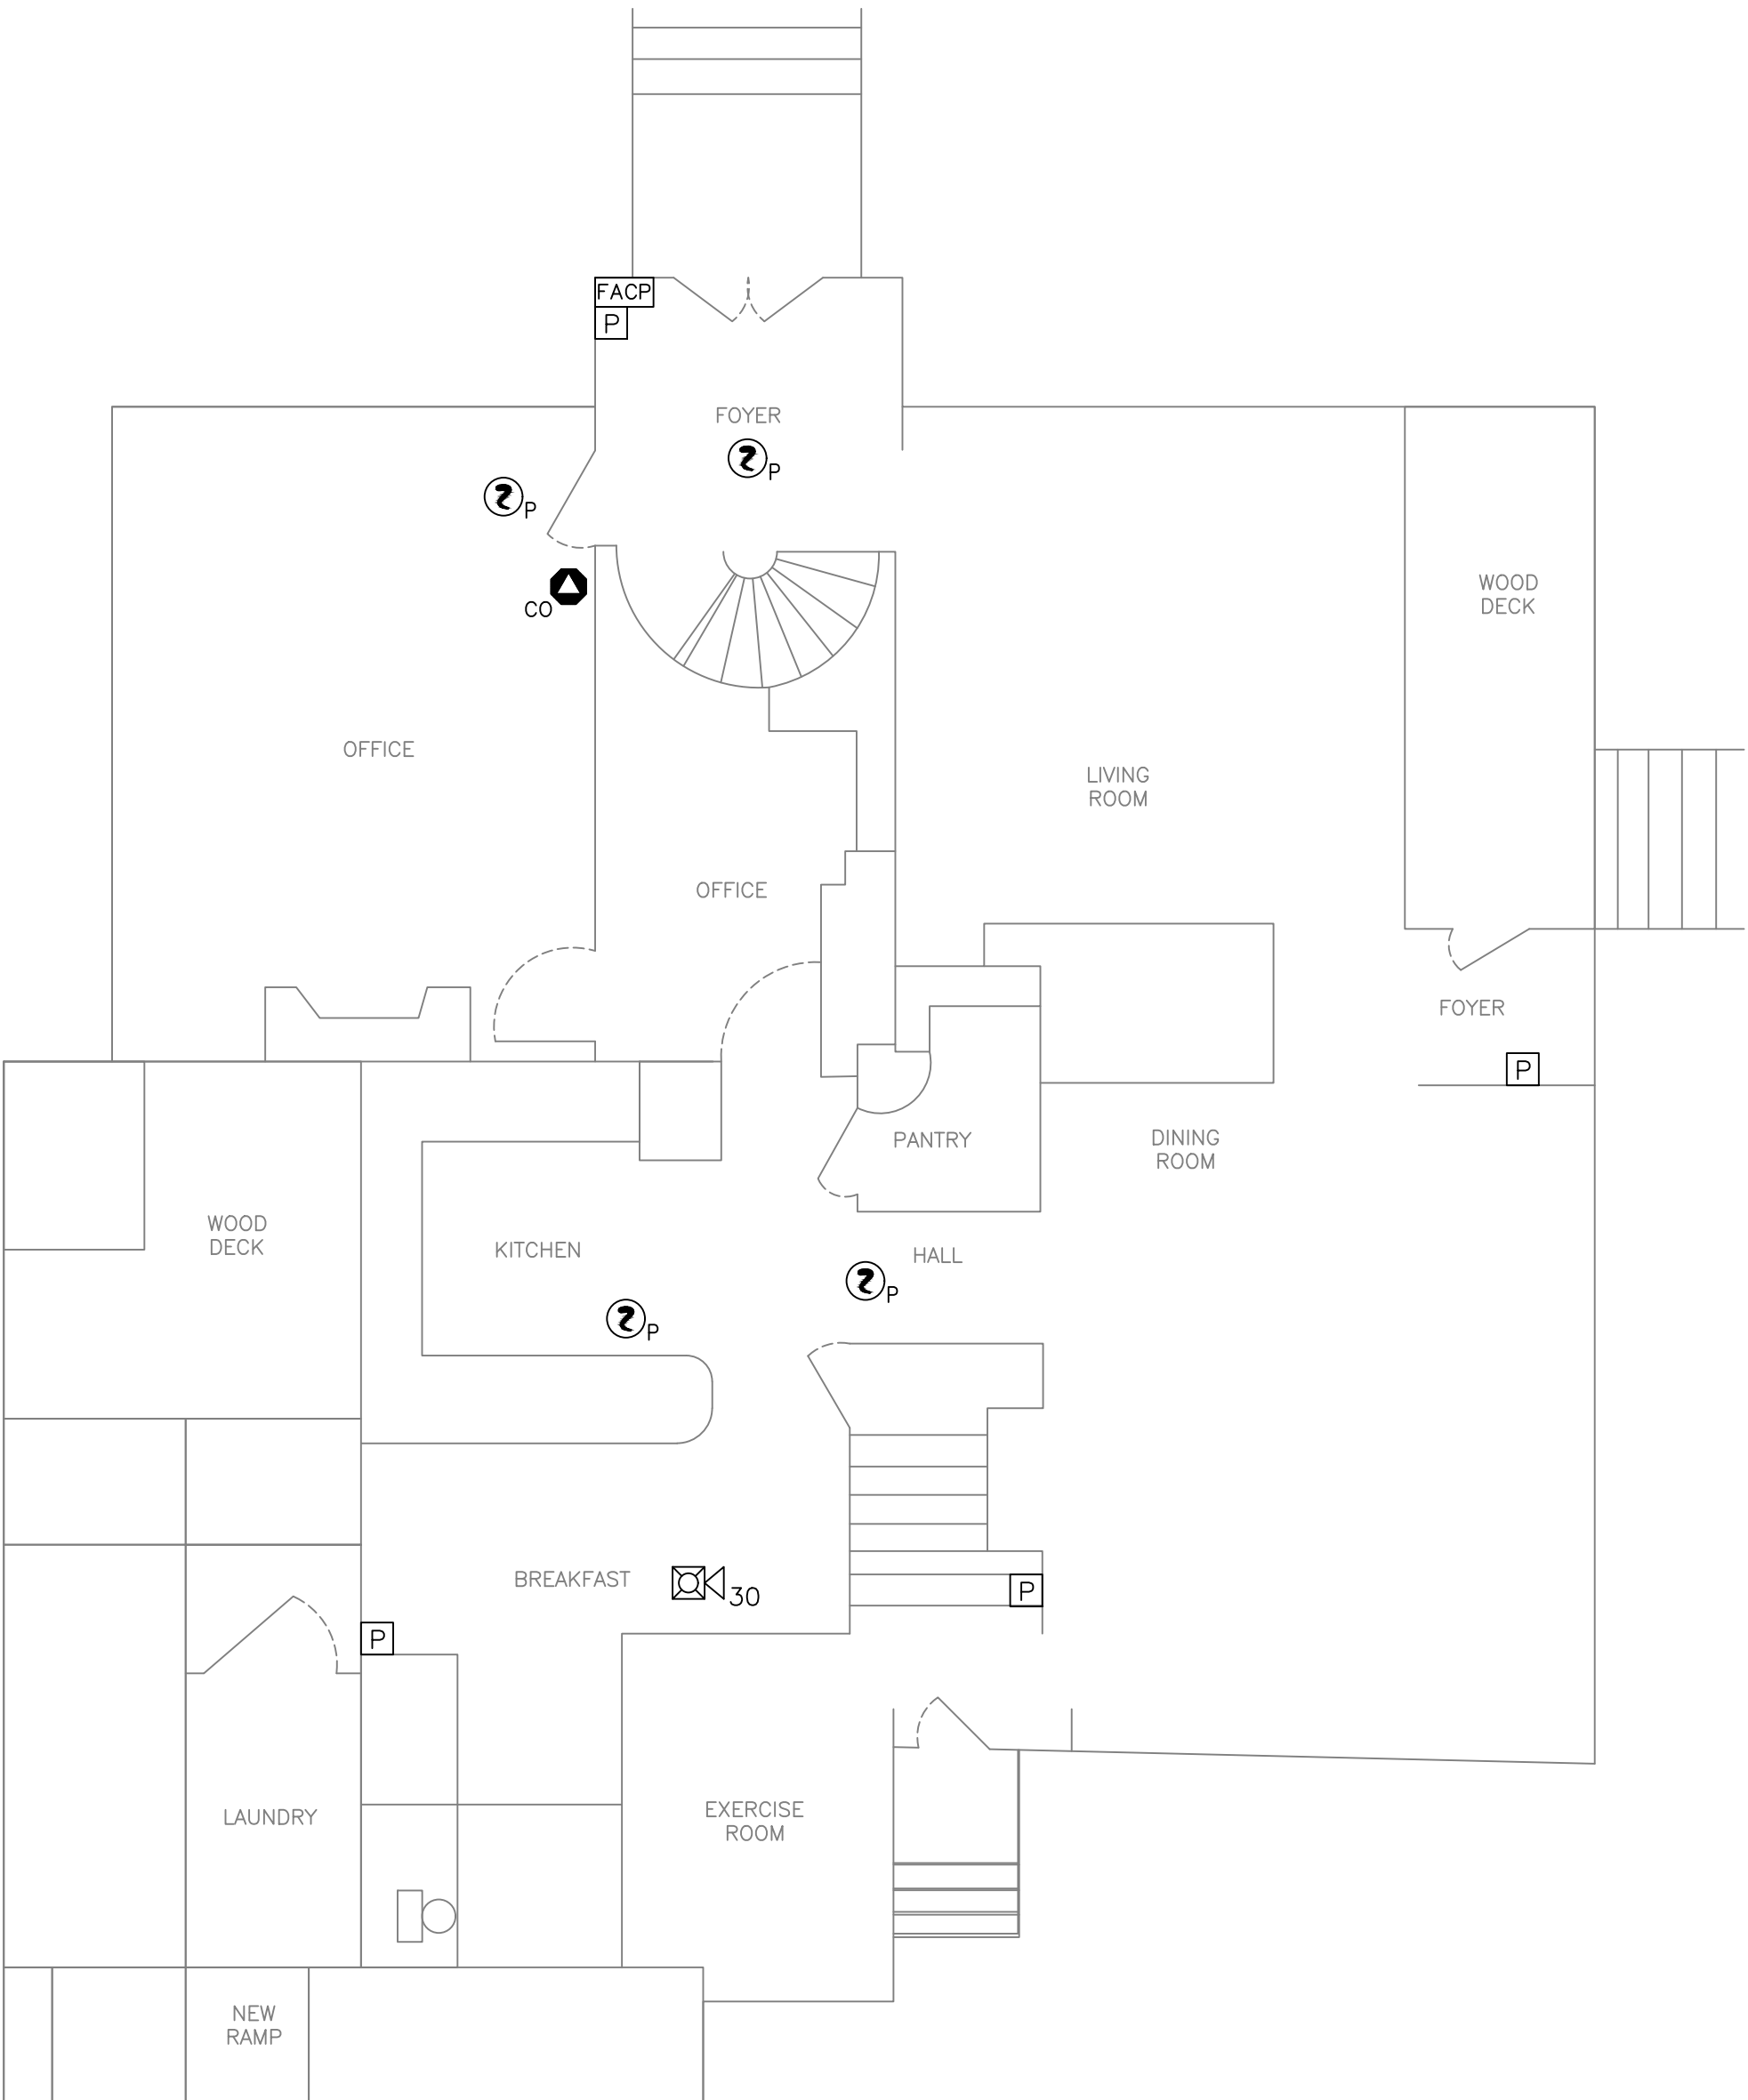 FACP
P
FOYER
P
P
CO
WOOD
DECK
OFFICE
LIVING
ROOM
OFFICE
FOYER
P
PANTRY
DINING
ROOM
WOOD
DECK
KITCHEN
HALL
P
P
BREAKFAST
30
P
P
LAUNDRY
EXERCISE
ROOM
NEW
RAMP